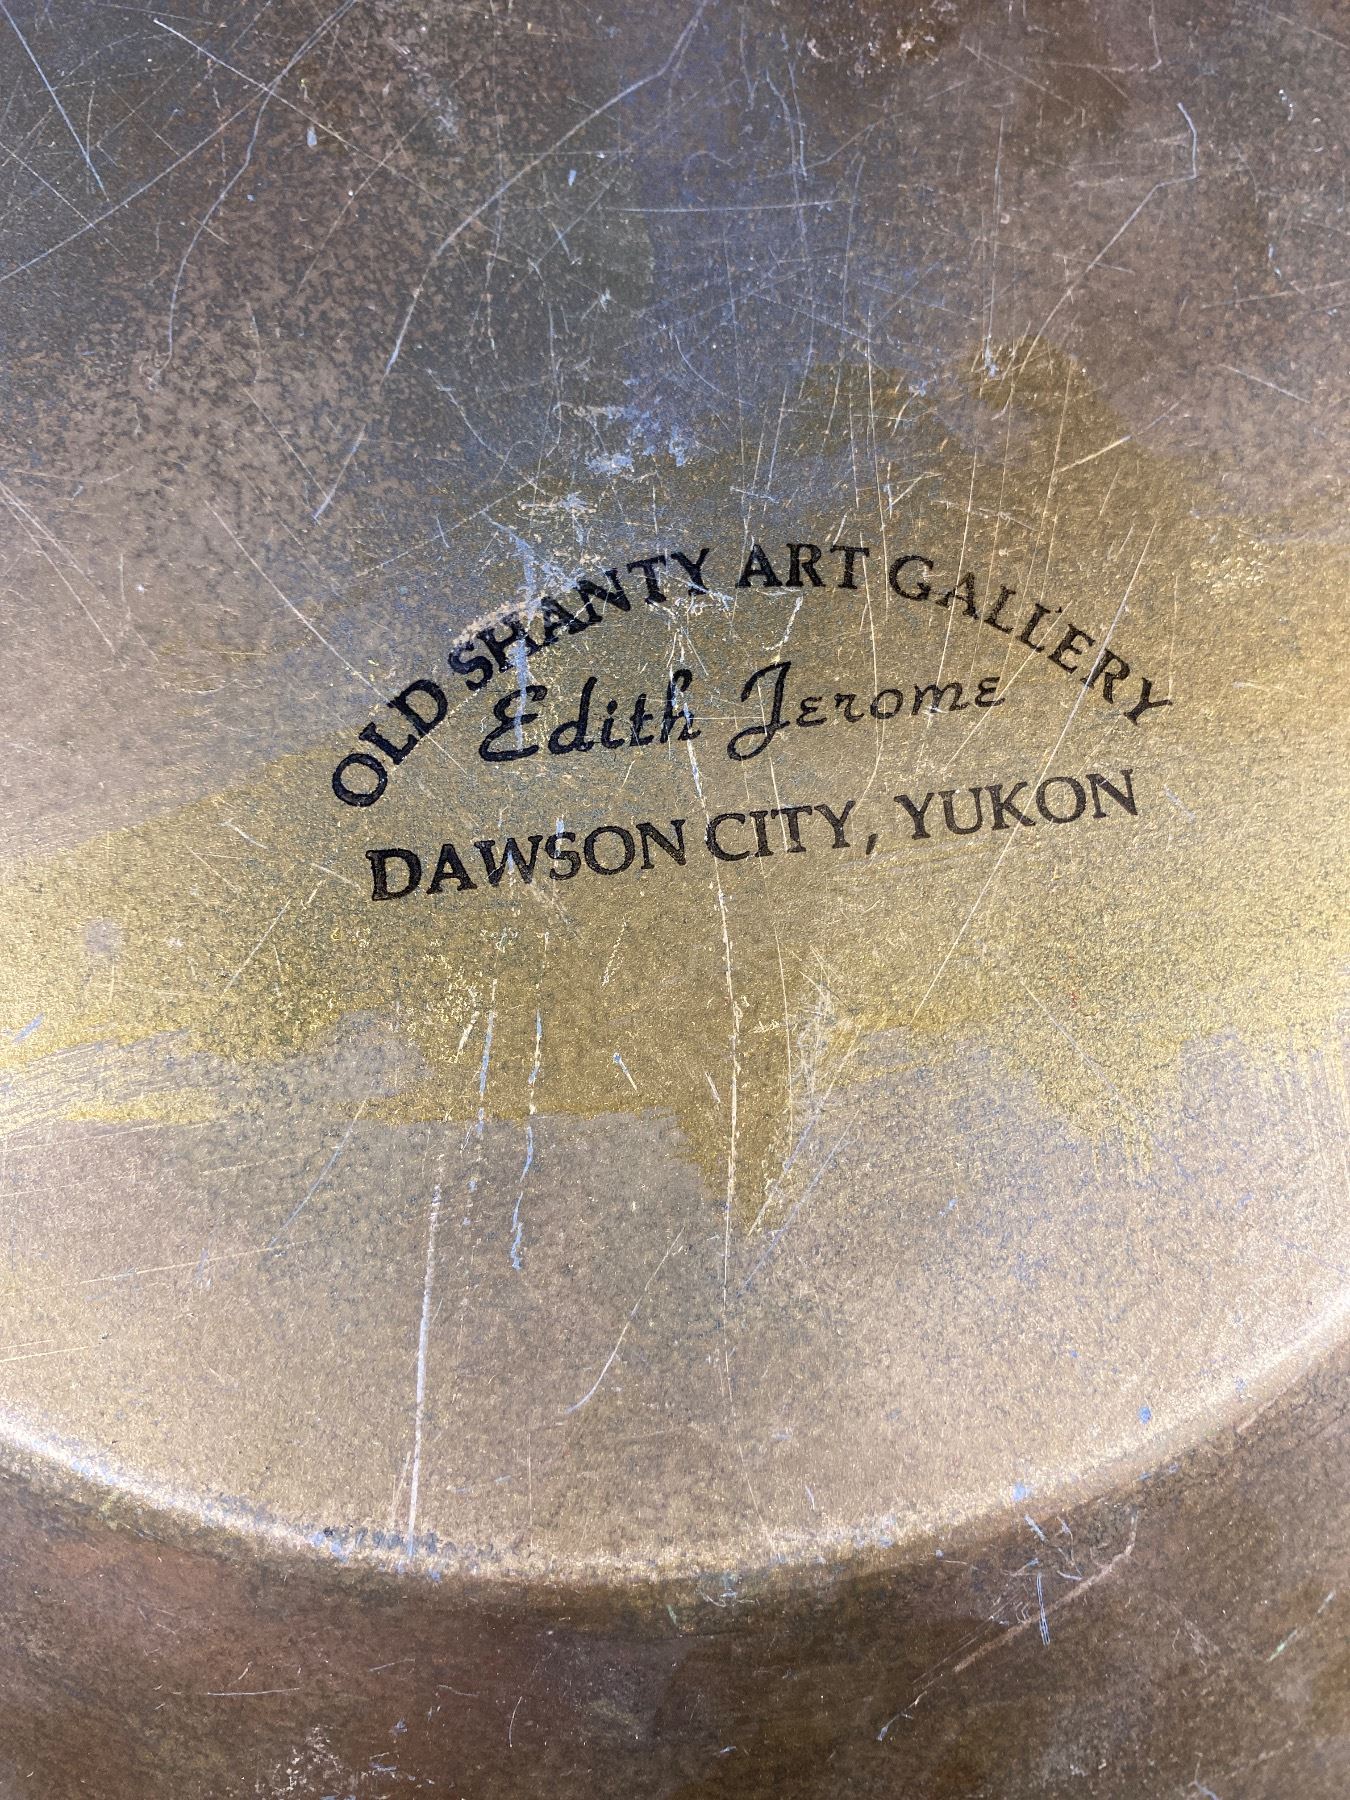 OLD SHANTY ART GALLERY
Edith Jerome
DAWSON CITY, YUKON